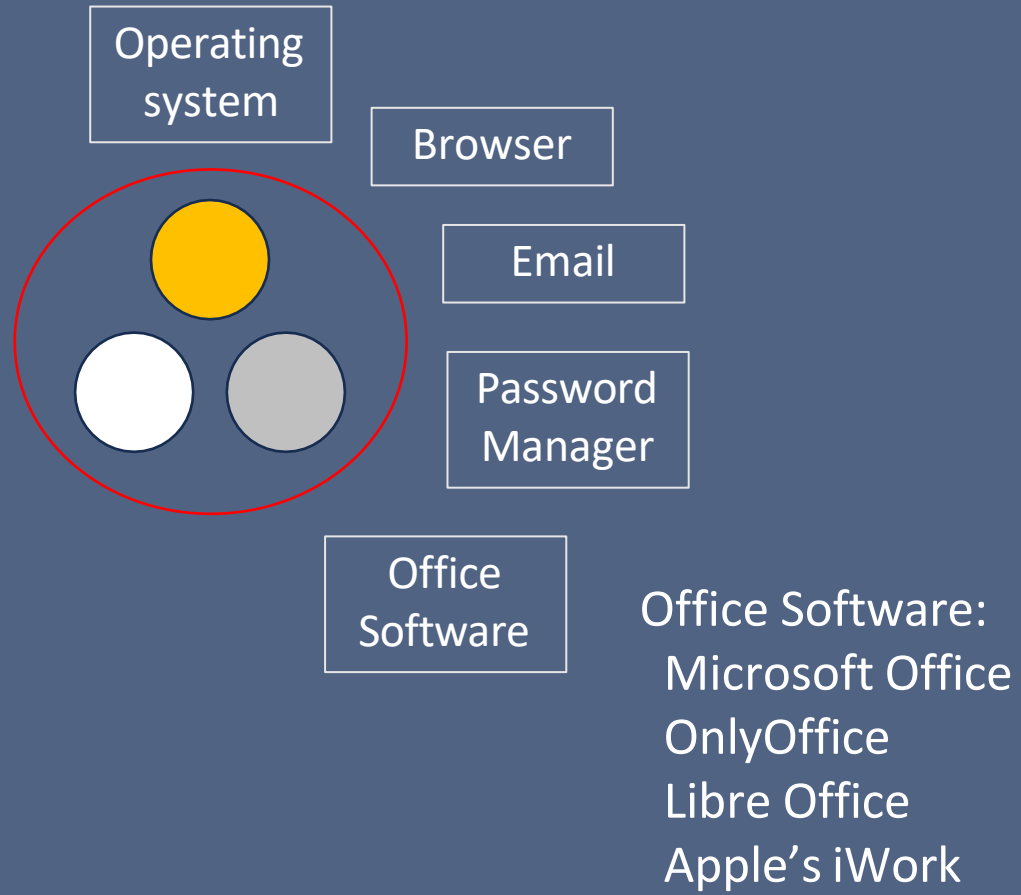 Operating
system
Browser
Email
Password
Manager
Office
Software
Office Software:
Microsoft Office
OnlyOffice
Libre Office
Apple’s iWork